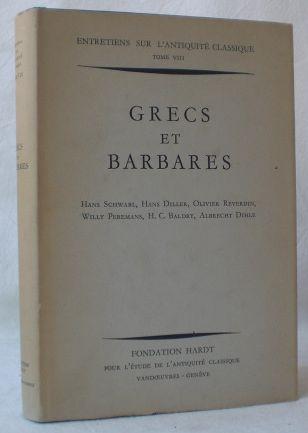 ENTRETIENS SUR L'ANTIQUITÉ CLASSIQUE
TOME VIII
GRECS
ET
BARBARES
HANS SCHWABL, HANS DILLER, OLIVIER REVERDIN,
WILLY PEREMANS, H. C. BALDRY, ALBRECHT DIHLE
FONDATION HARDT
POUR L'ÉTUDE DE L'ANTIQUITÉ CLASSIQUE
VANDŒUVRES - GENÈVE